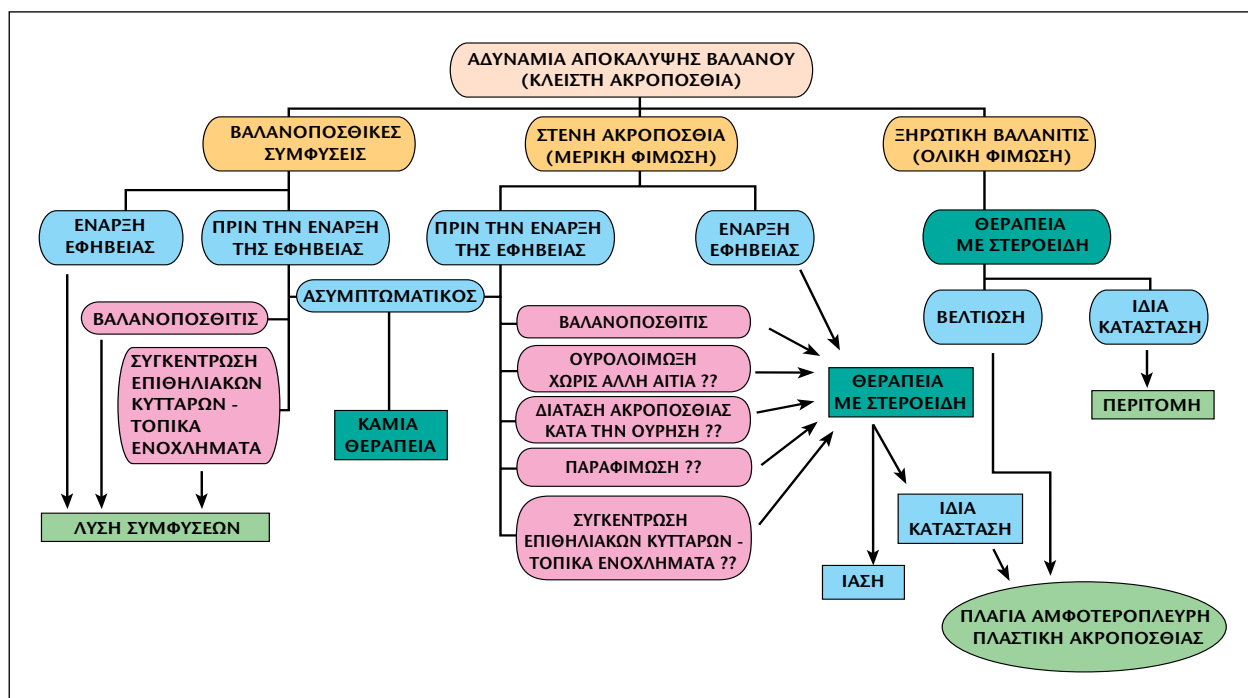 ΑΔΥΝΑΜΙΑ ΑΠΟΚΑΛΥΨΗΣ ΒΑΛΑΝΟΥ
(ΚΛΕΙΣΤΗ ΑΚΡΟΠΟΣΘΙΑ)
ΒΑΛΑΝΟΠΟΣΘΙΚΕΣ
ΣΥΜΦΥΣΕΙΣ
ΣΤΕΝΗ ΑΚΡΟΠΟΣΘΙΑ
(ΜΕΡΙΚΗ ΦΙΜΩΣΗ)
ΞΗΡΩΤΙΚΗ ΒΑΛΑΝΙΤΙΣ
(ΟΛΙΚΗ ΦΙΜΩΣΗ)
ΕΝΑΡΞΗ
ΕΦΗΒΕΙΑΣ
ΠΡΙΝ ΤΗΝ ΕΝΑΡΞΗ
ΤΗΣ ΕΦΗΒΕΙΑΣ
ΠΡΙΝ ΤΗΝ ΕΝΑΡΞΗ
ΤΗΣ ΕΦΗΒΕΙΑΣ
ΕΝΑΡΞΗ
ΕΦΗΒΕΙΑΣ
ΘΕΡΑΠΕΙΑ
ΜΕ ΣΤΕΡΟΕΙΔΗ
ΑΣΥΜΠΤΩΜΑΤΙΚΟΣ
ΒΑΛΑΝΟΠΟΣΘΙΤΙΣ
ΣΥΓΚΕΝΤΡΩΣΗ
ΕΠΙΘΗΛΙΑΚΩΝ
ΚΥΤΤΑΡΩΝ -
ΤΟΠΙΚΑ
ΕΝΟΧΛΗΜΑΤΑ
ΚΑΜΙΑ
ΘΕΡΑΠΕΙΑ
ΛΥΣΗ ΣΥΜΦΥΣΕΩΝ
ΒΑΛΑΝΟΠΟΣΘΙΤΙΣ
ΟΥΡΟΛΟΙΜΩΞΗ
ΧΩΡΙΣ ΑΛΛΗ ΑΙΤΙΑ ??
ΔΙΑΤΑΣΗ ΑΚΡΟΠΟΣΘΙΑΣ
ΚΑΤΑ ΤΗΝ ΟΥΡΗΣΗ ??
ΠΑΡΑΦΙΜΩΣΗ ??
ΣΥΓΚΕΝΤΡΩΣΗ
ΕΠΙΘΗΛΙΑΚΩΝ ΚΥΤΤΑΡΩΝ -
ΤΟΠΙΚΑ ΕΝΟΧΛΗΜΑΤΑ ??
ΘΕΡΑΠΕΙΑ
ΜΕ ΣΤΕΡΟΕΙΔΗ
ΒΕΛΤΙΩΣΗ
ΙΔΙΑ
ΚΑΤΑΣΤΑΣΗ
ΠΕΡΙΤΟΜΗ
ΙΔΙΑ
ΚΑΤΑΣΤΑΣΗ
ΙΑΣΗ
ΠΛΑΓΙΑ ΑΜΦΟΤΕΡΟΠΛΕΥΡΗ
ΠΛΑΣΤΙΚΗ ΑΚΡΟΠΟΣΘΙΑΣ